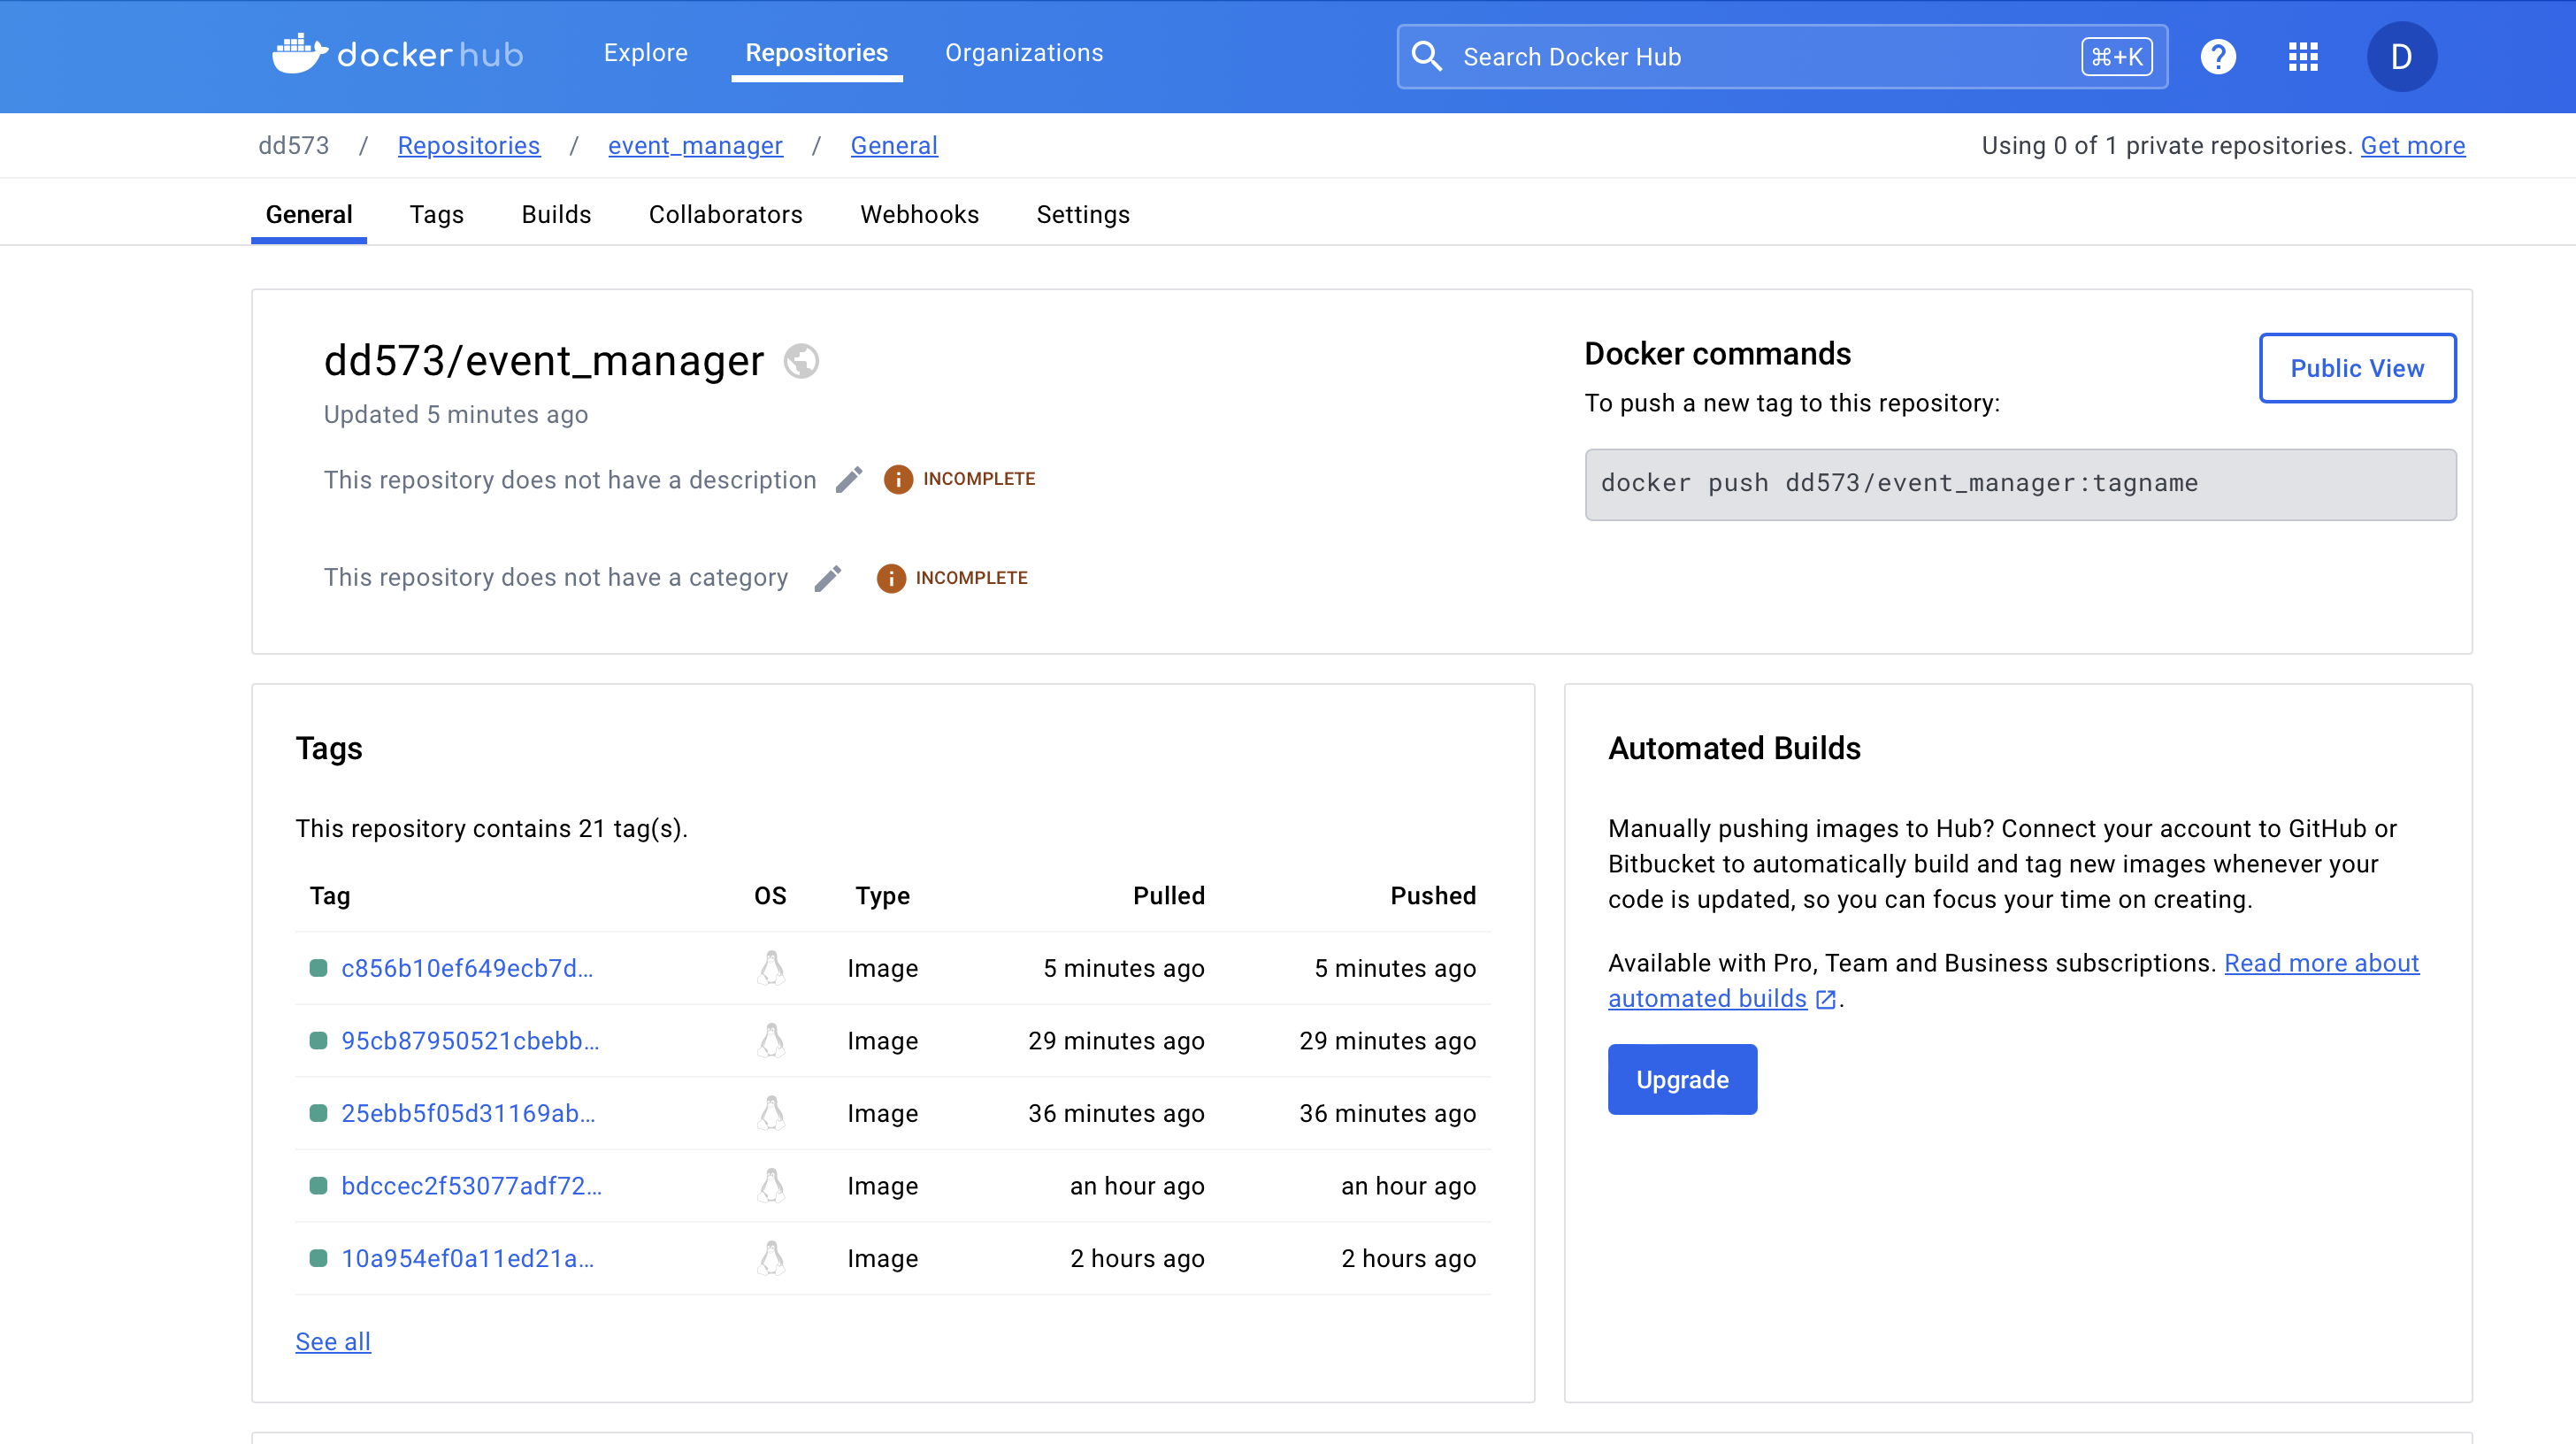 docker hub
Explore
Repositories
Organizations
Search Docker Hub
⌘+K
?
D
dd573 / Repositories / event_manager / General
Using 0 of 1 private repositories. Get more
General
Tags
Builds
Collaborators
Webhooks
Settings
dd573/event_manager
Updated 5 minutes ago
This repository does not have a description
INCOMPLETE
This repository does not have a category
INCOMPLETE
Docker commands
Public View
To push a new tag to this repository:
docker push dd573/event_manager:tagname
Tags
This repository contains 21 tag(s).
Tag OS Type Pulled Pushed
c856b10ef649ecb7d... Image 5 minutes ago 5 minutes ago
95cb87950521cbebb... Image 29 minutes ago 29 minutes ago
25ebb5f05d31169ab... Image 36 minutes ago 36 minutes ago
bdccec2f53077adf72... Image an hour ago an hour ago
10a954ef0a11ed21a... Image 2 hours ago 2 hours ago
See all
Automated Builds
Manually pushing images to Hub? Connect your account to GitHub or
Bitbucket to automatically build and tag new images whenever your
code is updated, so you can focus your time on creating.
Available with Pro, Team and Business subscriptions. Read more about
automated builds.
Upgrade